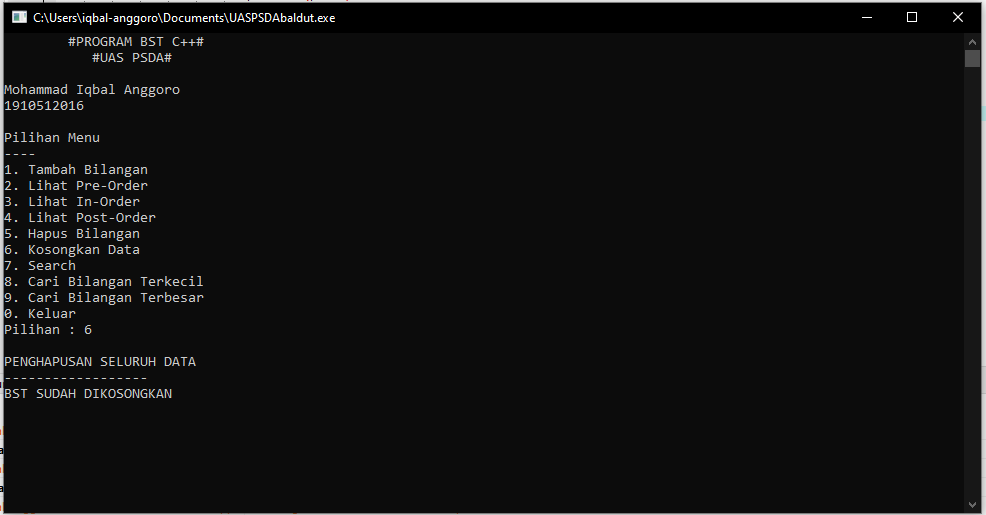 C:\Users\iqbal-anggoro\Documents\UASPSDAbaldut.exe
#PROGRAM BST C++#
#UAS PSDA#
Mohammad Iqbal Anggoro
1910512016
Pilihan Menu
----
1. Tambah Bilangan
2. Lihat Pre-Order
3. Lihat In-Order
4. Lihat Post-Order
5. Hapus Bilangan
6. Kosongkan Data
7. Search
8. Cari Bilangan Terkecil
9. Cari Bilangan Terbesar
0. Keluar
Pilihan : 6
PENGHAPUSAN SELURUH DATA
------------------
BST SUDAH DIKOSONGKAN